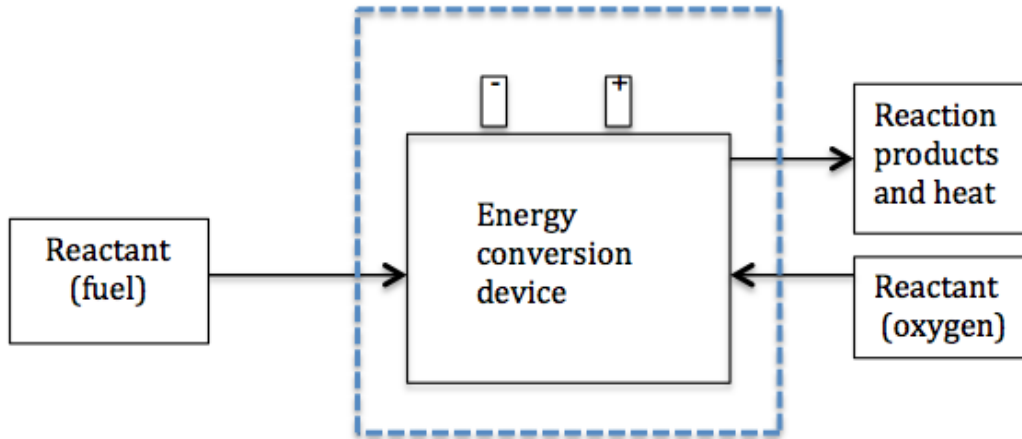 -
+
Reaction
products
and heat
Energy
conversion
device
Reactant
(fuel)
Reactant
(oxygen)